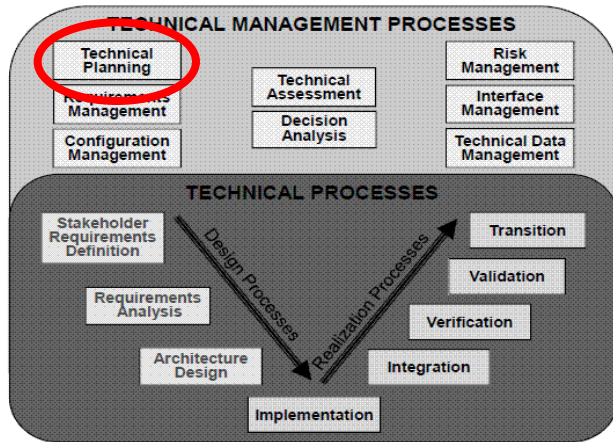 TECHNICAL MANAGEMENT PROCESSES
Technical
Planning
Requirements
Management
Configuration
Management
Technical
Assessment
Decision
Analysis
Risk
Management
Interface
Management
Technical Data
Management
TECHNICAL PROCESSES
Stakeholder
Requirements
Definition
Requirements
Analysis
Architecture
Design
Implementation
Design Processes
Realization Processes
Transition
Validation
Verification
Integration